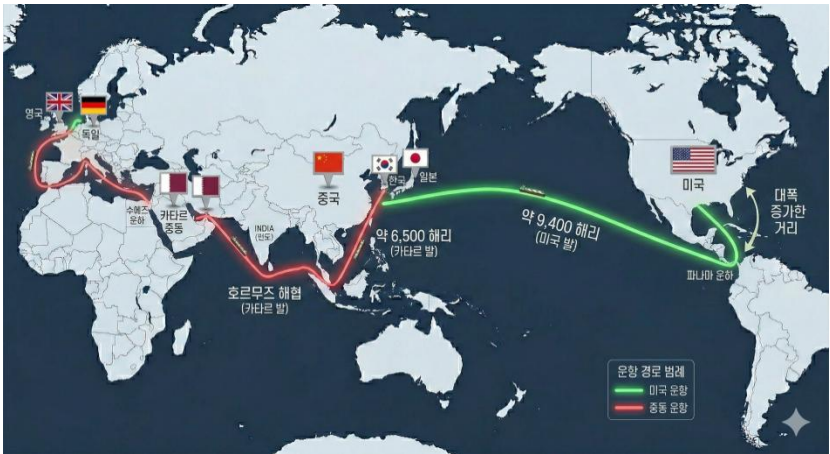 영국
독일
수에즈
운하
카타르
중동
INDIA
(인도)
중국
한국
일본
호르무즈 해협
(카타르 발)
약 6,500 해리
(카타르 발)
약 9,400 해리
(미국 발)
미국
대폭
증가한
거리
파나마 운하
운항 경로 범례
미국 운항
중동 운항